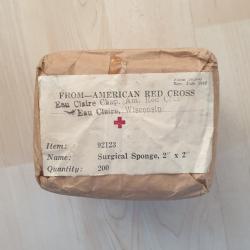 FROM—AMERICAN RED CROSS
Eau Claire Chap. Am. Red
Eau Claire, Wisconsin
Item: 92123
Name: Surgical Sponge, 2" x 2"
Quantity: 200